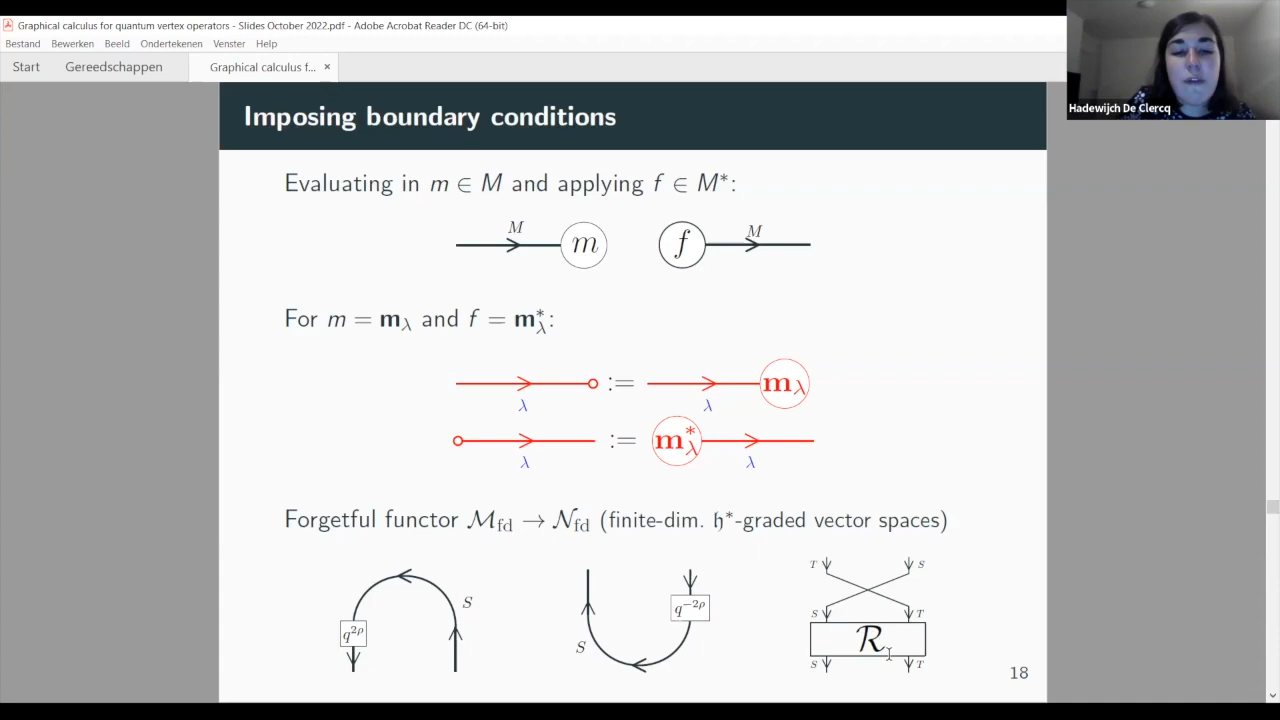 Graphical calculus for quantum vertex operators - Slides October 2022.pdf - Adobe Acrobat Reader DC (64-bit)
Bestand Bewerken Beeld Ondertekenen Venster Help
Start Gereedschappen Graphical calculus f... ×
Hadewijch De Clercq
Imposing boundary conditions
Evaluating in m ∈ M and applying f ∈ M*:
M m f M
For m = 𝐦_λ and f = 𝐦*_λ:
λ := λ 𝐦_λ
λ := 𝐦*_λ λ
Forgetful functor ℳ_fd → 𝒩_fd (finite-dim. 𝔥*-graded vector spaces)
T S
S q^{-2ρ}
q^{2ρ} S S T
ℛ
S T
18